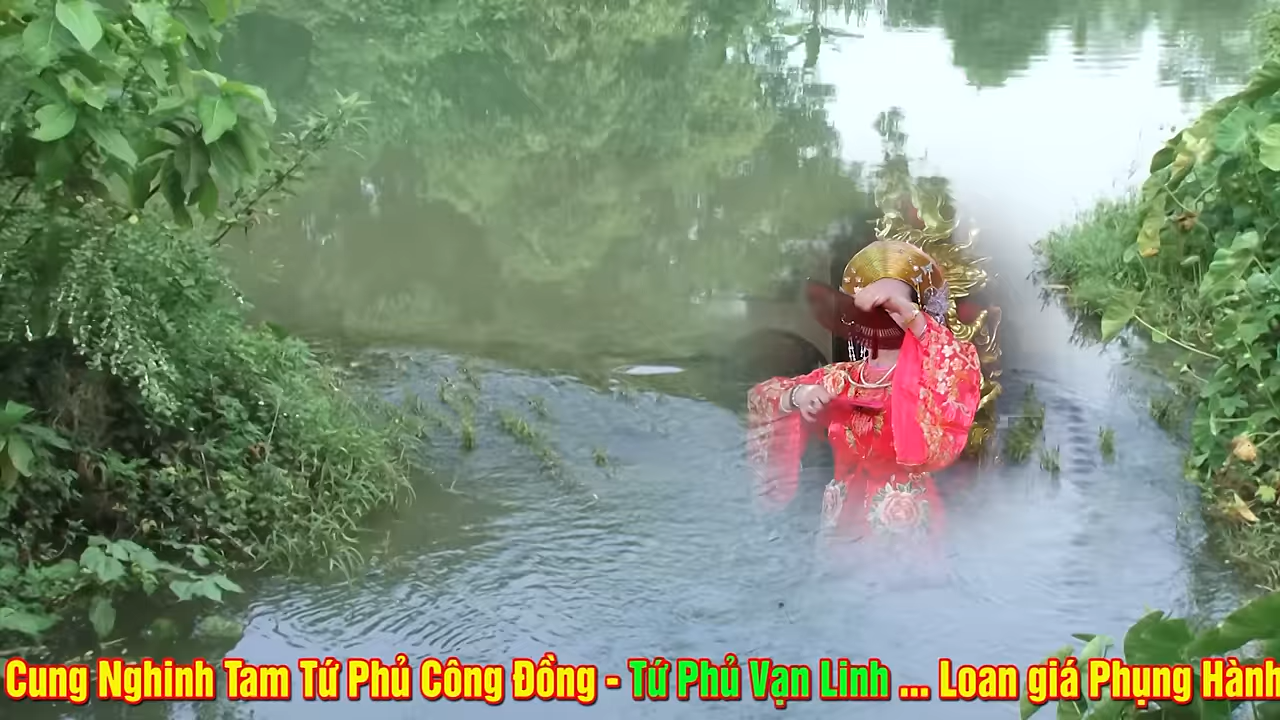 Cung Nghinh Tam Tứ Phủ Công Đồng - Tứ Phủ Vạn Linh ... Loan giá Phụng Hành